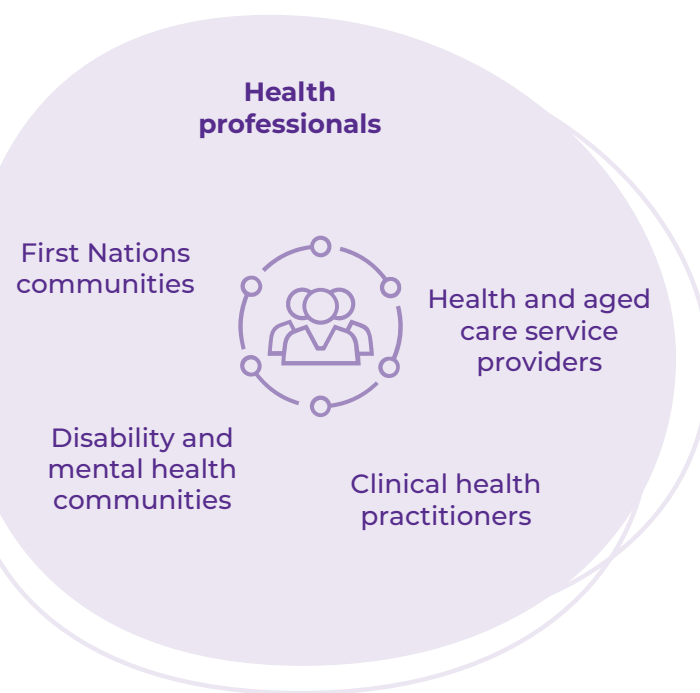 Health
professionals
First Nations
communities
Health and aged
care service
providers
Disability and
mental health
communities
Clinical health
practitioners